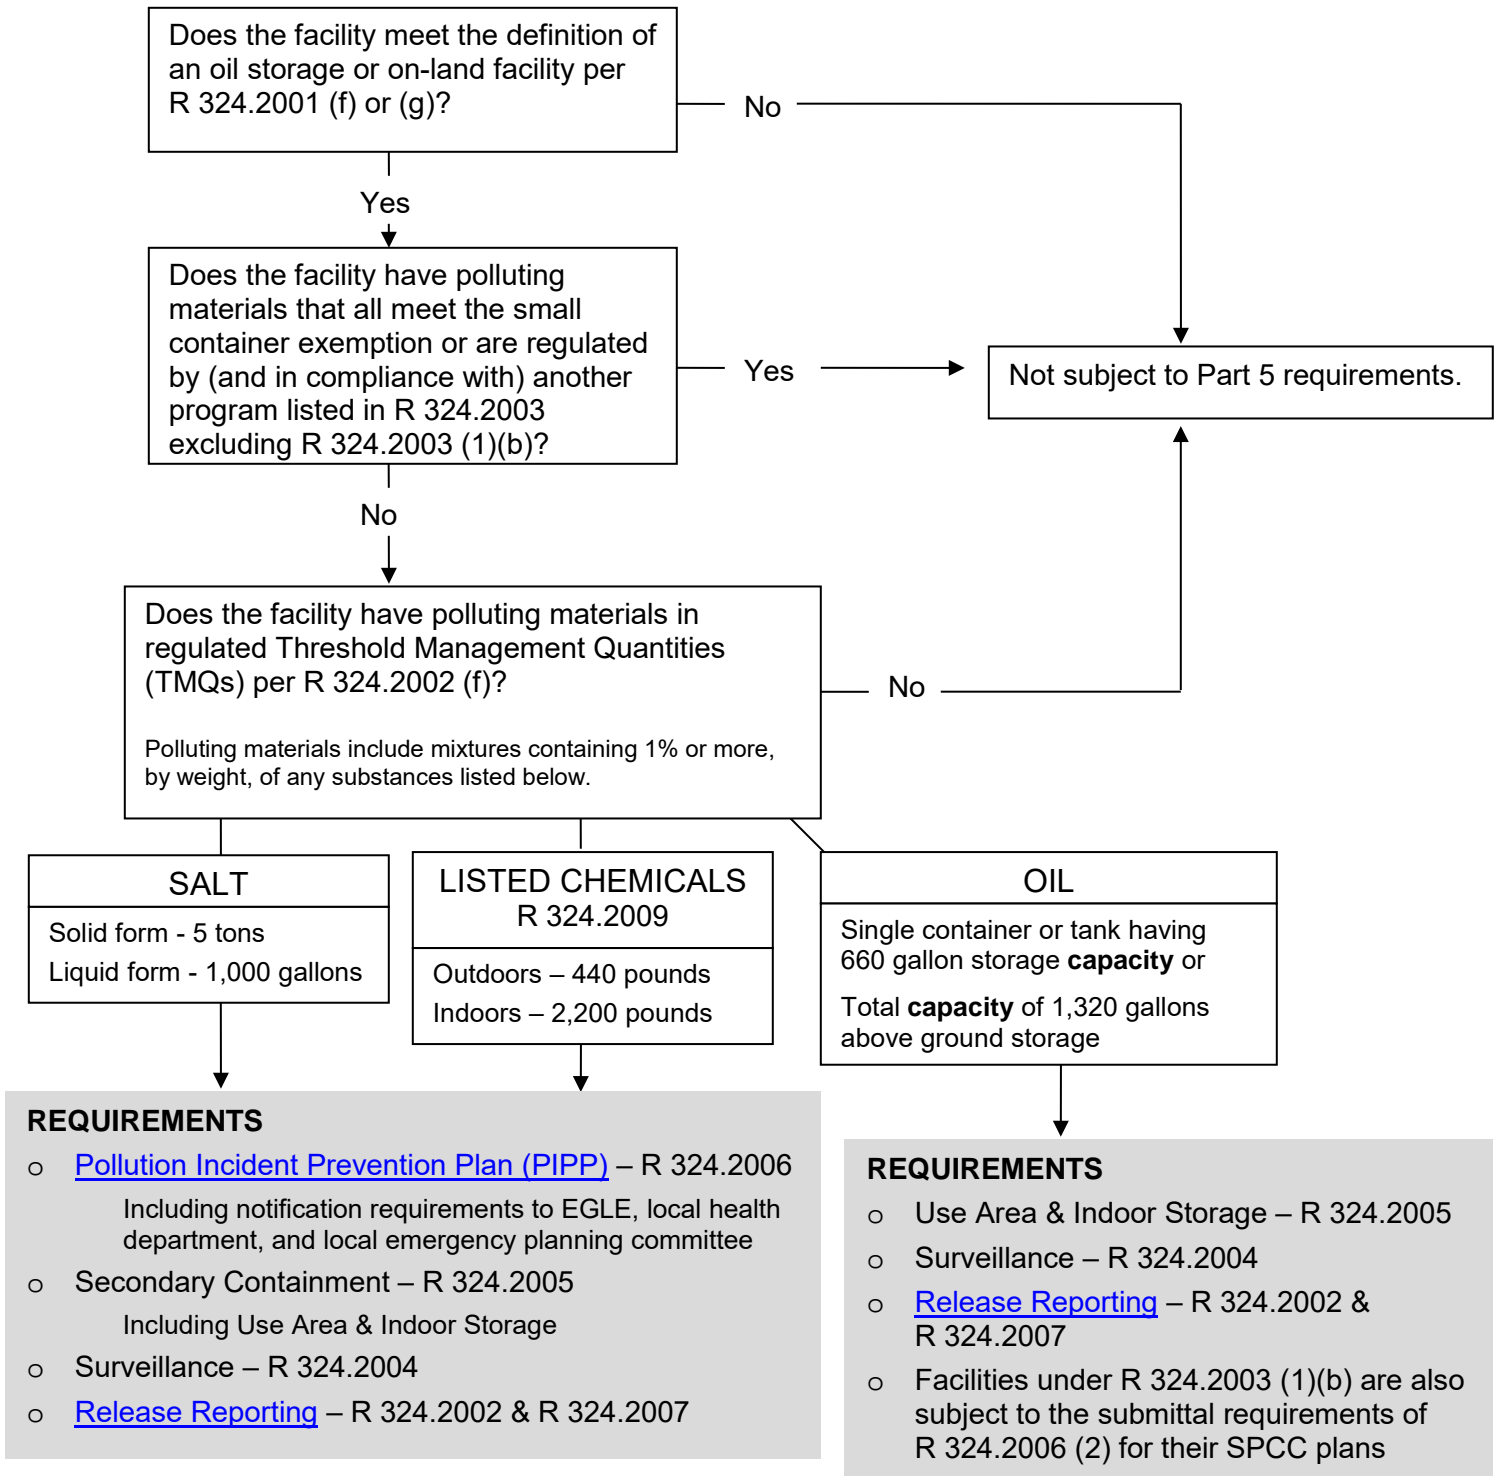 Does the facility meet the definition of
an oil storage or on-land facility per
R 324.2001 (f) or (g)?
No
Yes
Does the facility have polluting
materials that all meet the small
container exemption or are regulated
by (and in compliance with) another
program listed in R 324.2003
excluding R 324.2003 (1)(b)?
Yes
Not subject to Part 5 requirements.
No
Does the facility have polluting materials in
regulated Threshold Management Quantities
(TMQs) per R 324.2002 (f)?
Polluting materials include mixtures containing 1% or more,
by weight, of any substances listed below.
No
SALT
Solid form - 5 tons
Liquid form - 1,000 gallons
LISTED CHEMICALS
R 324.2009
Outdoors – 440 pounds
Indoors – 2,200 pounds
OIL
Single container or tank having
660 gallon storage capacity or
Total capacity of 1,320 gallons
above ground storage
REQUIREMENTS
o Pollution Incident Prevention Plan (PIPP) – R 324.2006
Including notification requirements to EGLE, local health
department, and local emergency planning committee
o Secondary Containment – R 324.2005
Including Use Area & Indoor Storage
o Surveillance – R 324.2004
o Release Reporting – R 324.2002 & R 324.2007
REQUIREMENTS
o Use Area & Indoor Storage – R 324.2005
o Surveillance – R 324.2004
o Release Reporting – R 324.2002 &
R 324.2007
o Facilities under R 324.2003 (1)(b) are also
subject to the submittal requirements of
R 324.2006 (2) for their SPCC plans